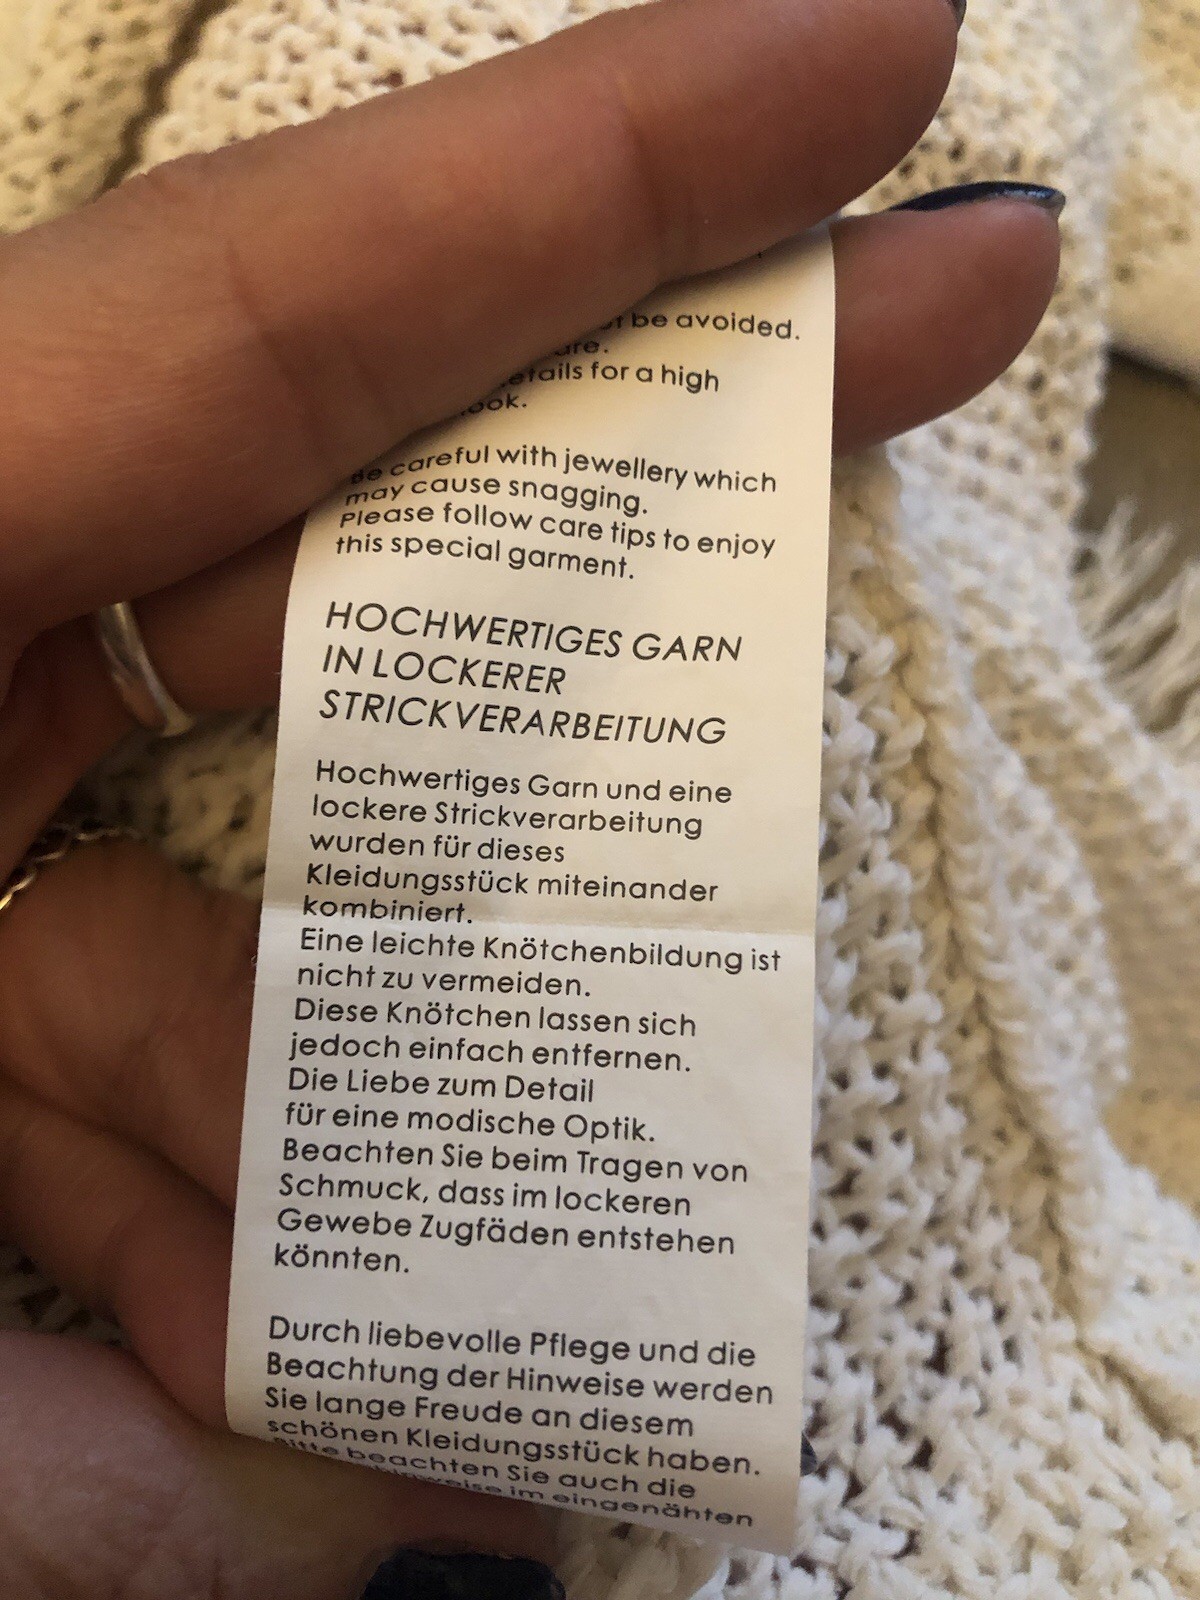 be avoided.
for a high
Be careful with jewellery which
may cause snagging.
Please follow care tips to enjoy
this special garment.
HOCHWERTIGES GARN
IN LOCKERER
STRICKVERARBEITUNG
Hochwertiges Garn und eine
lockere Strickverarbeitung
wurden für dieses
Kleidungsstück miteinander
kombiniert.
Eine leichte Knötchenbildung ist
nicht zu vermeiden.
Diese Knötchen lassen sich
jedoch einfach entfernen.
Die Liebe zum Detail
für eine modische Optik.
Beachten Sie beim Tragen von
Schmuck, dass im lockeren
Gewebe Zugfäden entstehen
könnten.
Durch liebevolle Pflege und die
Beachtung der Hinweise werden
Sie lange Freude an diesem
schönen Kleidungsstück haben.
Bitte beachten Sie auch die
im eingenähten